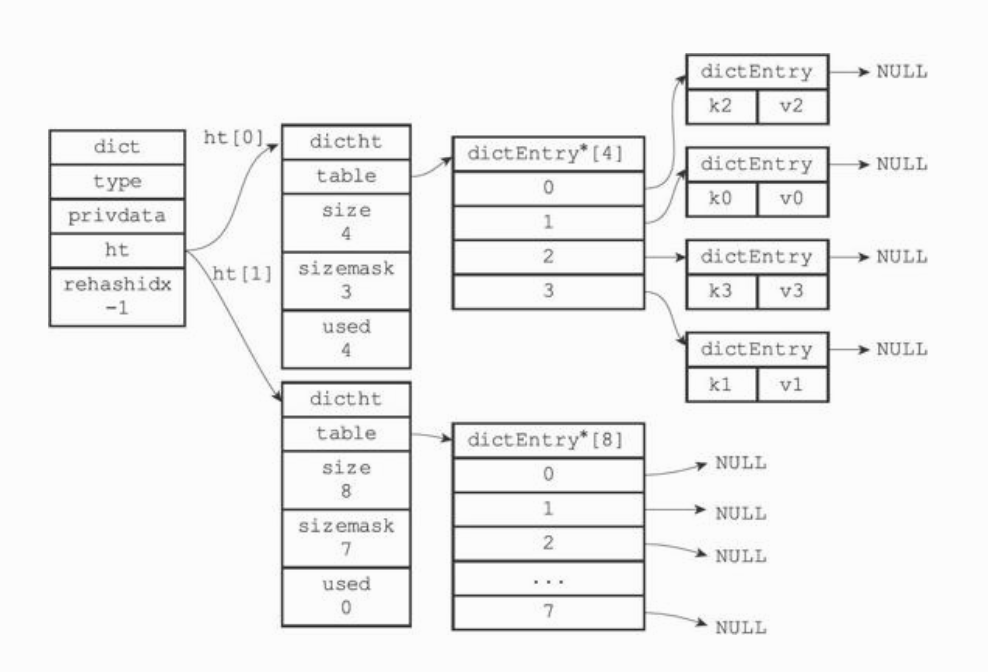 dict
type
privdata
ht
rehashidx
-1
ht[0]
ht[1]
dictht
table
size
4
sizemask
3
used
4
dictEntry*[4]
0
1
2
3
dictEntry
k2 v2
NULL
dictEntry
k0 v0
NULL
dictEntry
k3 v3
NULL
dictEntry
k1 v1
NULL
dictht
table
size
8
sizemask
7
used
0
dictEntry*[8]
0
1
2
...
7
NULL
NULL
NULL
NULL